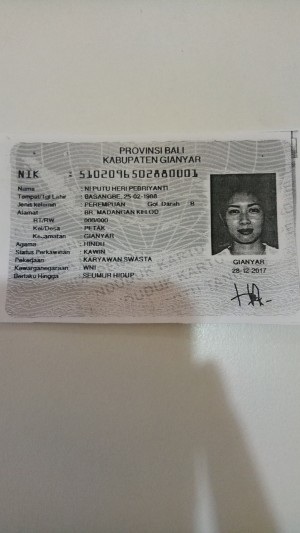 PROVINSI BALI
KABUPATEN GIANYAR
NIK : 5102096502880001
Nama : NI PUTU HERI PEBRIYANTI
Tempat/Tgl Lahir : BASANGBE, 25-02-1988
Jenis kelamin : PEREMPUAN Gol. Darah : B
Alamat : BR. MADANGAN KELOD
RT/RW : 000/000
Kel/Desa : PETAK
Kecamatan : GIANYAR
Agama : HINDU
Status Perkawinan : KAWIN
Pekerjaan : KARYAWAN SWASTA
Kewarganegaraan : WNI
Berlaku Hingga : SEUMUR HIDUP
GIANYAR
28-12-2017